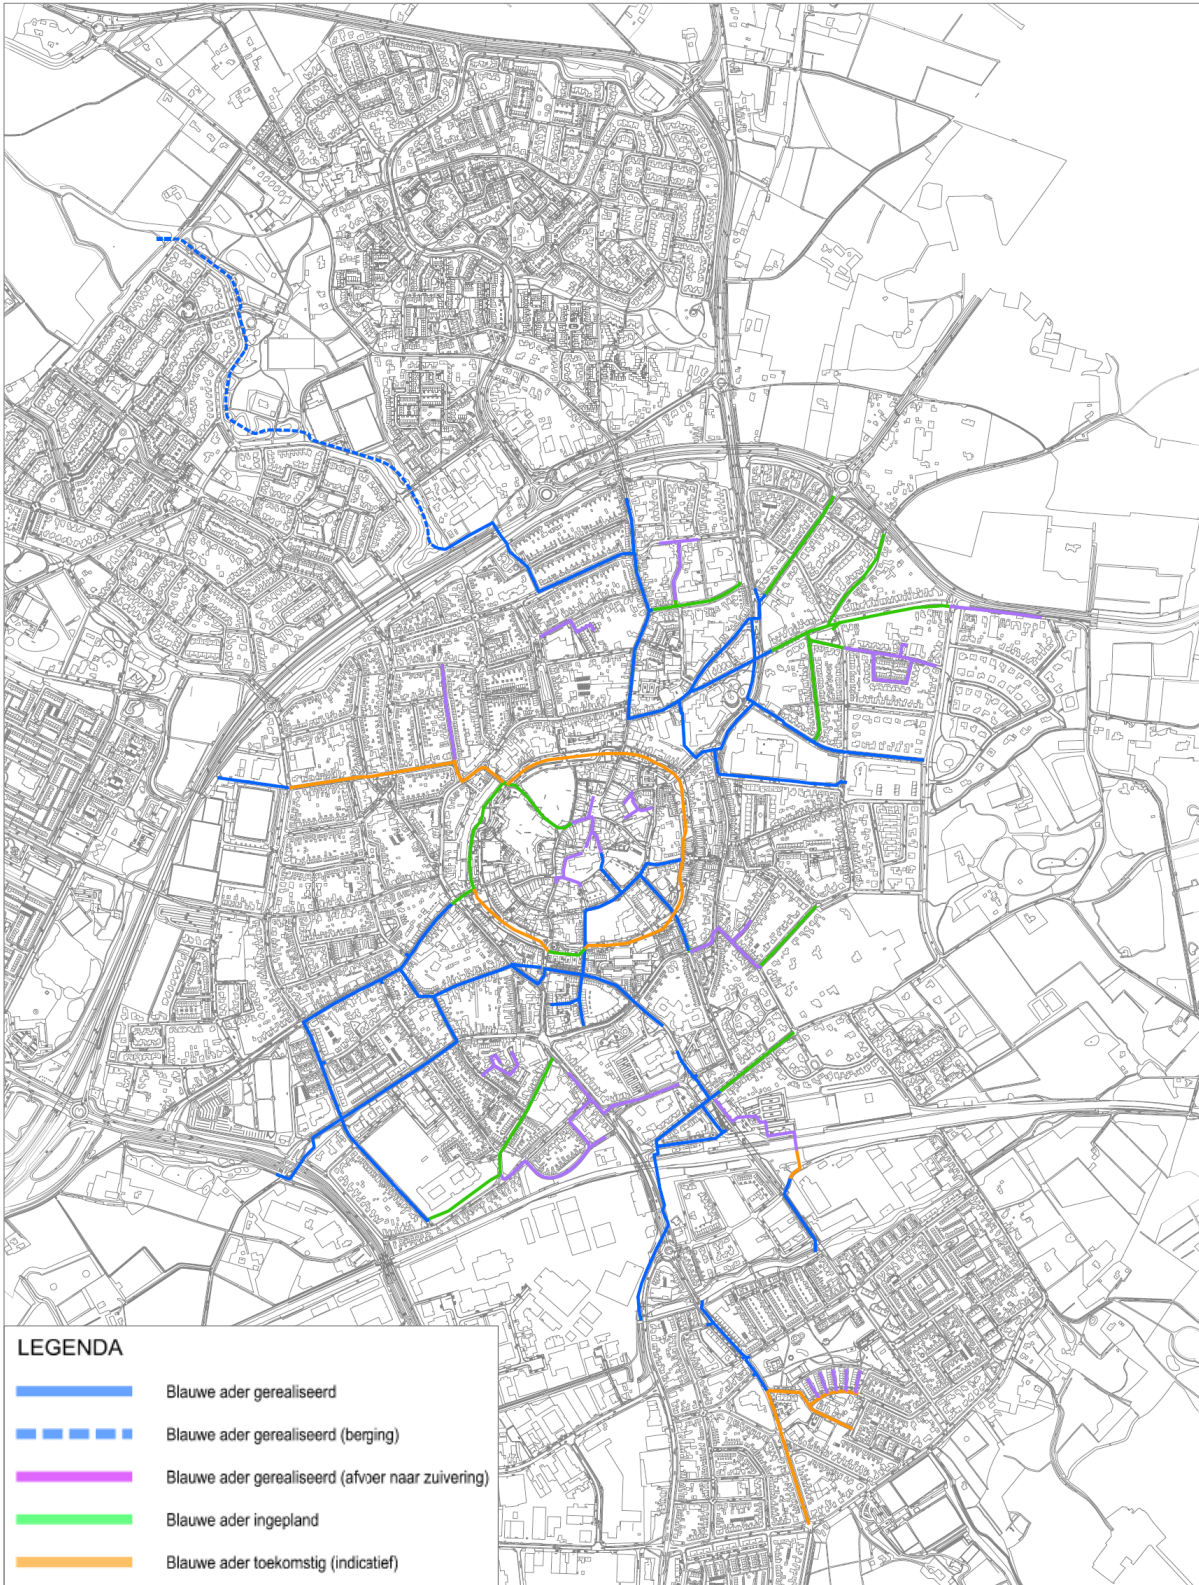 LEGENDA
Blauwe ader gerealiseerd
Blauwe ader gerealiseerd (berging)
Blauwe ader gerealiseerd (afvoer naar zuivering)
Blauwe ader ingepland
Blauwe ader toekomstig (indicatief)